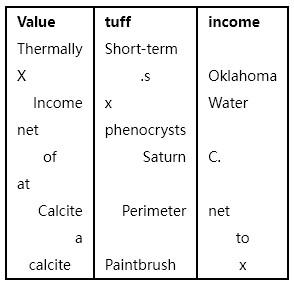 Value tuff income
Thermally Short-term
X .s Oklahoma
Income x Water
net phenocrysts
of Saturn C.
at
Calcite Perimeter net
a to
calcite Paintbrush x